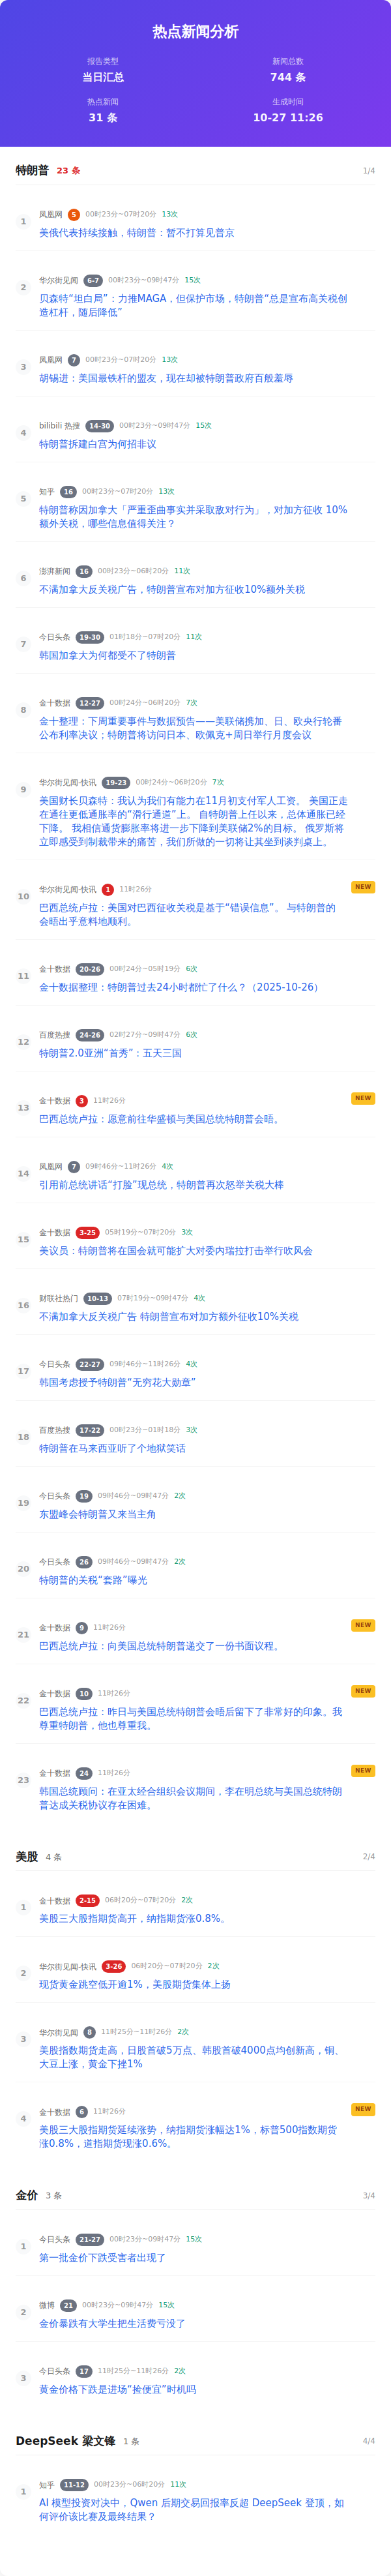 热点新闻分析
报告类型
当日汇总
新闻总数
744 条
热点新闻
31 条
生成时间
10-27 11:26
特朗普 23 条 1/4
1
凤凰网 5 00时23分~07时20分 13次
美俄代表持续接触，特朗普：暂不打算见普京
2
华尔街见闻 6-7 00时23分~09时47分 15次
贝森特“坦白局”：力推MAGA，但保护市场，特朗普“总是宣布高关税创
造杠杆，随后降低”
3
凤凰网 7 00时23分~07时20分 13次
胡锡进：美国最铁杆的盟友，现在却被特朗普政府百般羞辱
4
bilibili 热搜 14-30 00时23分~09时47分 15次
特朗普拆建白宫为何招非议
5
知乎 16 00时23分~07时20分 13次
特朗普称因加拿大「严重歪曲事实并采取敌对行为」，对加方征收 10%
额外关税，哪些信息值得关注？
6
澎湃新闻 16 00时23分~06时20分 11次
不满加拿大反关税广告，特朗普宣布对加方征收10%额外关税
7
今日头条 19-30 01时18分~07时20分 11次
韩国加拿大为何都受不了特朗普
8
金十数据 12-27 00时24分~06时20分 7次
金十整理：下周重要事件与数据预告——美联储携加、日、欧央行轮番
公布利率决议；特朗普将访问日本、欧佩克+周日举行月度会议
9
华尔街见闻-快讯 19-23 00时24分~06时20分 7次
美国财长贝森特：我认为我们有能力在11月初支付军人工资。 美国正走
在通往更低通胀率的“滑行通道”上。 自特朗普上任以来，总体通胀已经
下降。 我相信通货膨胀率将进一步下降到美联储2%的目标。 俄罗斯将
立即感受到制裁带来的痛苦，我们所做的一切将让其坐到谈判桌上。
10
华尔街见闻-快讯 1 11时26分 NEW
巴西总统卢拉：美国对巴西征收关税是基于“错误信息”。 与特朗普的
会晤出乎意料地顺利。
11
金十数据 20-26 00时24分~05时19分 6次
金十数据整理：特朗普过去24小时都忙了什么？（2025-10-26）
12
百度热搜 24-26 02时27分~09时47分 6次
特朗普2.0亚洲“首秀”：五天三国
13
金十数据 3 11时26分 NEW
巴西总统卢拉：愿意前往华盛顿与美国总统特朗普会晤。
14
凤凰网 7 09时46分~11时26分 4次
引用前总统讲话“打脸”现总统，特朗普再次怒举关税大棒
15
金十数据 3-25 05时19分~07时20分 3次
美议员：特朗普将在国会就可能扩大对委内瑞拉打击举行吹风会
16
财联社热门 10-13 07时19分~09时47分 4次
不满加拿大反关税广告 特朗普宣布对加方额外征收10%关税
17
今日头条 22-27 09时46分~11时26分 4次
韩国考虑授予特朗普“无穷花大勋章”
18
百度热搜 17-22 00时23分~01时18分 3次
特朗普在马来西亚听了个地狱笑话
19
今日头条 19 09时46分~09时47分 2次
东盟峰会特朗普又来当主角
20
今日头条 26 09时46分~09时47分 2次
特朗普的关税“套路”曝光
21
金十数据 9 11时26分 NEW
巴西总统卢拉：向美国总统特朗普递交了一份书面议程。
22
金十数据 10 11时26分 NEW
巴西总统卢拉：昨日与美国总统特朗普会晤后留下了非常好的印象。我
尊重特朗普，他也尊重我。
23
金十数据 24 11时26分 NEW
韩国总统顾问：在亚太经合组织会议期间，李在明总统与美国总统特朗
普达成关税协议存在困难。
美股 4 条 2/4
1
金十数据 2-15 06时20分~07时20分 2次
美股三大股指期货高开，纳指期货涨0.8%。
2
华尔街见闻-快讯 3-26 06时20分~07时20分 2次
现货黄金跳空低开逾1%，美股期货集体上扬
3
华尔街见闻 8 11时25分~11时26分 2次
美股指数期货走高，日股首破5万点、韩股首破4000点均创新高，铜、
大豆上涨，黄金下挫1%
4
金十数据 6 11时26分 NEW
美股三大股指期货延续涨势，纳指期货涨幅达1%，标普500指数期货
涨0.8%，道指期货现涨0.6%。
金价 3 条 3/4
1
今日头条 21-27 00时23分~09时47分 15次
第一批金价下跌受害者出现了
2
微博 21 00时23分~09时47分 15次
金价暴跌有大学生把生活费亏没了
3
今日头条 17 11时25分~11时26分 2次
黄金价格下跌是进场“捡便宜”时机吗
DeepSeek 梁文锋 1 条 4/4
1
知乎 11-12 00时23分~06时20分 11次
AI 模型投资对决中，Qwen 后期交易回报率反超 DeepSeek 登顶，如
何评价该比赛及最终结果？